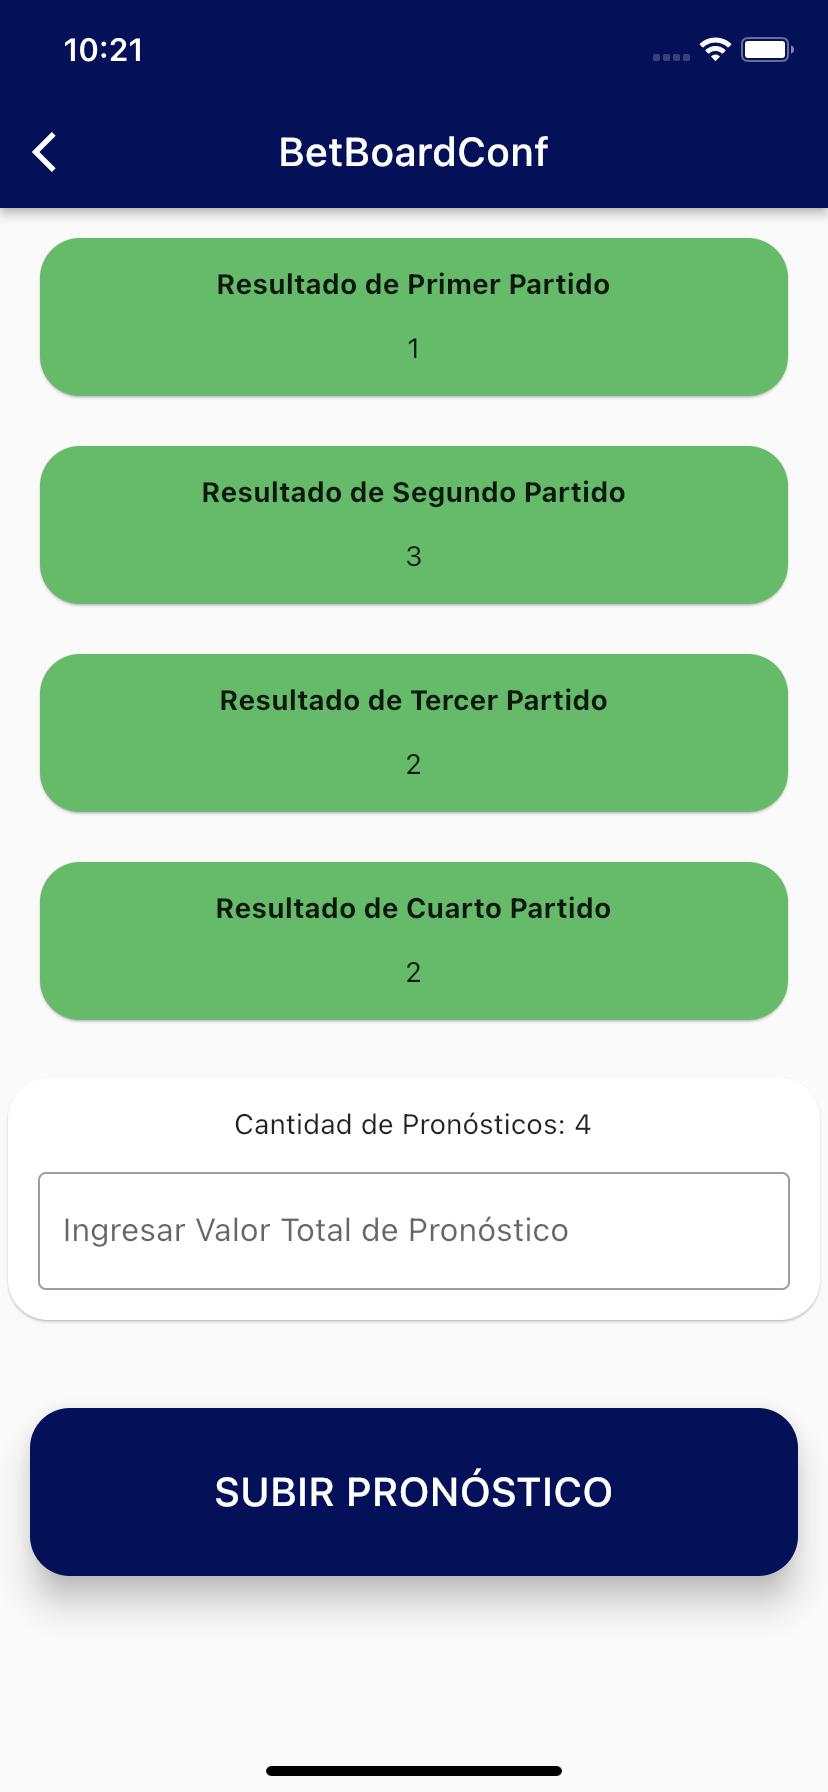 10:21
BetBoardConf
Resultado de Primer Partido
1
Resultado de Segundo Partido
3
Resultado de Tercer Partido
2
Resultado de Cuarto Partido
2
Cantidad de Pronósticos: 4
Ingresar Valor Total de Pronóstico
SUBIR PRONÓSTICO